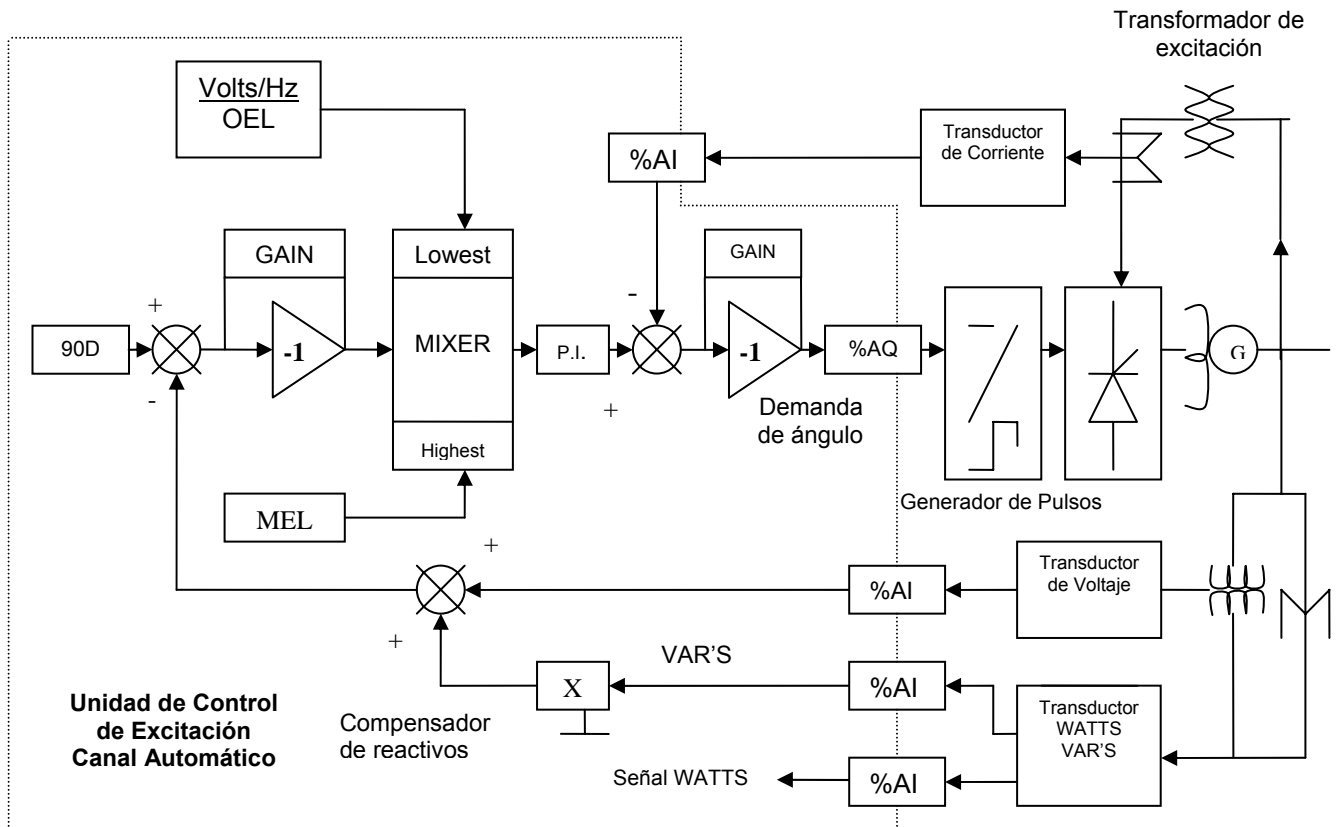 Transformador de
excitación
Volts/Hz
OEL
%AI
Transductor
de Corriente
GAIN
Lowest
GAIN
+
-
90D
-1
MIXER
P.I.
-1
%AQ
G
-
+
Demanda
de ángulo
Highest
Generador de Pulsos
MEL
+
%AI
Transductor
de Voltaje
+
VAR'S
X
%AI
Transductor
WATTS
VAR'S
Unidad de Control
de Excitación
Canal Automático
Compensador
de reactivos
Señal WATTS
%AI